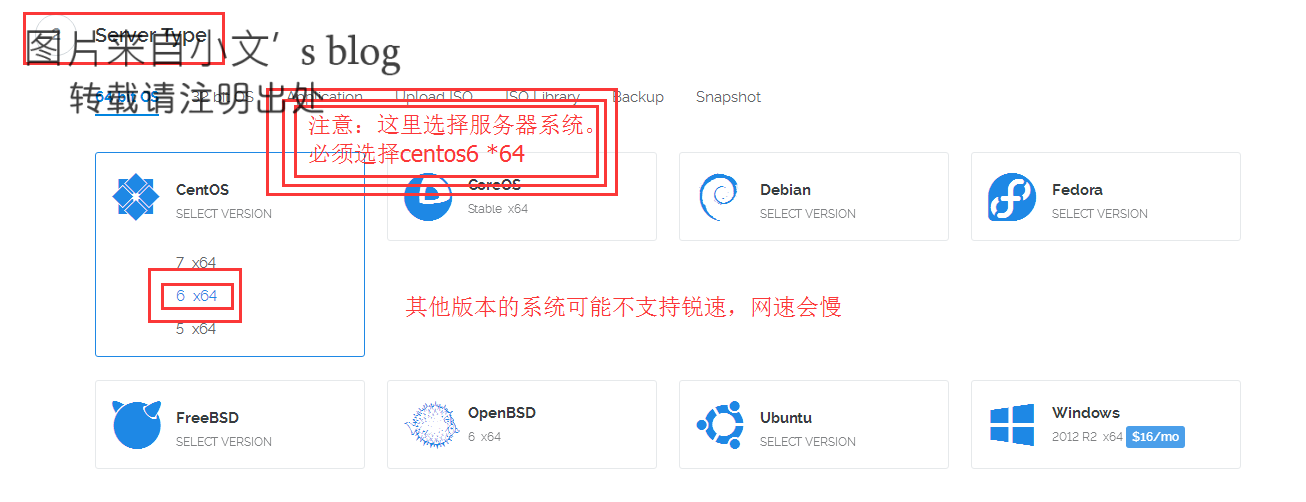 2 Server Type
图片来自小文's blog
转载请注明出处
64 bit OS 32 bit OS Application Upload ISO ISO Library Backup Snapshot
注意：这里选择服务器系统。
必须选择centos6 *64
CentOS
SELECT VERSION
7 x64
6 x64
5 x64
CoreOS
Stable x64
Debian
SELECT VERSION
Fedora
SELECT VERSION
其他版本的系统可能不支持锐速，网速会慢
FreeBSD
SELECT VERSION
OpenBSD
6 x64
Ubuntu
SELECT VERSION
Windows
2012 R2 x64 $16/mo